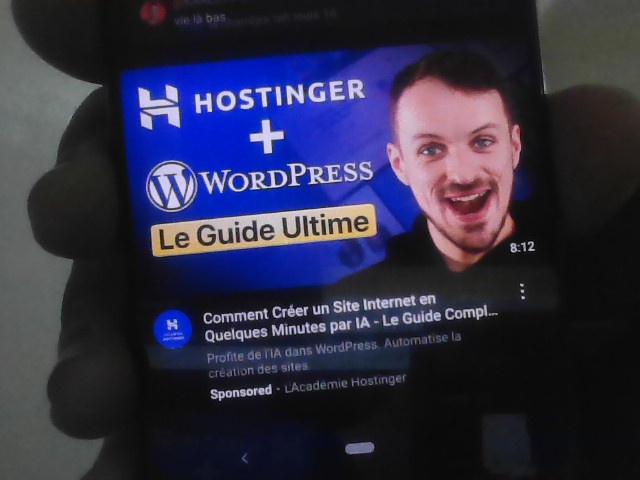 vie là bas
HOSTINGER
+
WORDPRESS
Le Guide Ultime
8:12
Comment Créer un Site Internet en
Quelques Minutes par IA - Le Guide Compl...
Profite de l'IA dans WordPress. Automatise la
création des sites.
Sponsored · L'Académie Hostinger